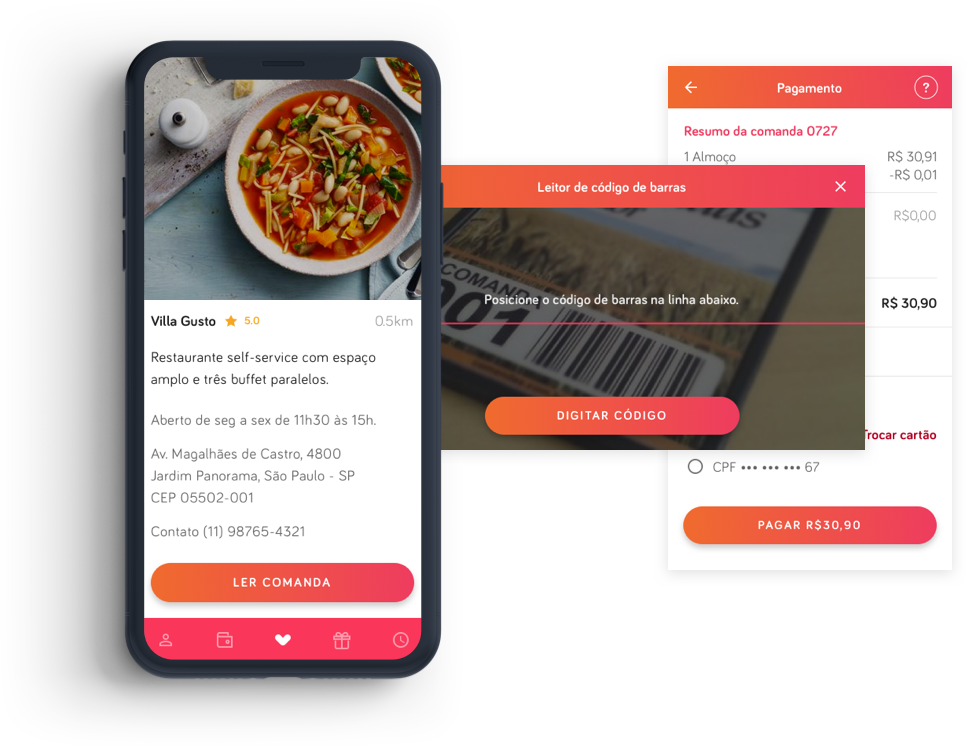 Villa Gusto 5.0 0.5km
Restaurante self-service com espaço
amplo e três buffet paralelos.
Aberto de seg a sex de 11h30 às 15h.
Av. Magalhães de Castro, 4800
Jardim Panorama, São Paulo - SP
CEP 05502-001
Contato (11) 98765-4321
LER COMANDA
Leitor de código de barras
COMANDA
001
Posicione o código de barras na linha abaixo.
DIGITAR CÓDIGO
Pagamento ?
Resumo da comanda 0727
1 Almoço R$ 30,91
-R$ 0,01
R$0,00
R$ 30,90
Trocar cartão
CPF ••• ••• ••• 67
PAGAR R$30,90